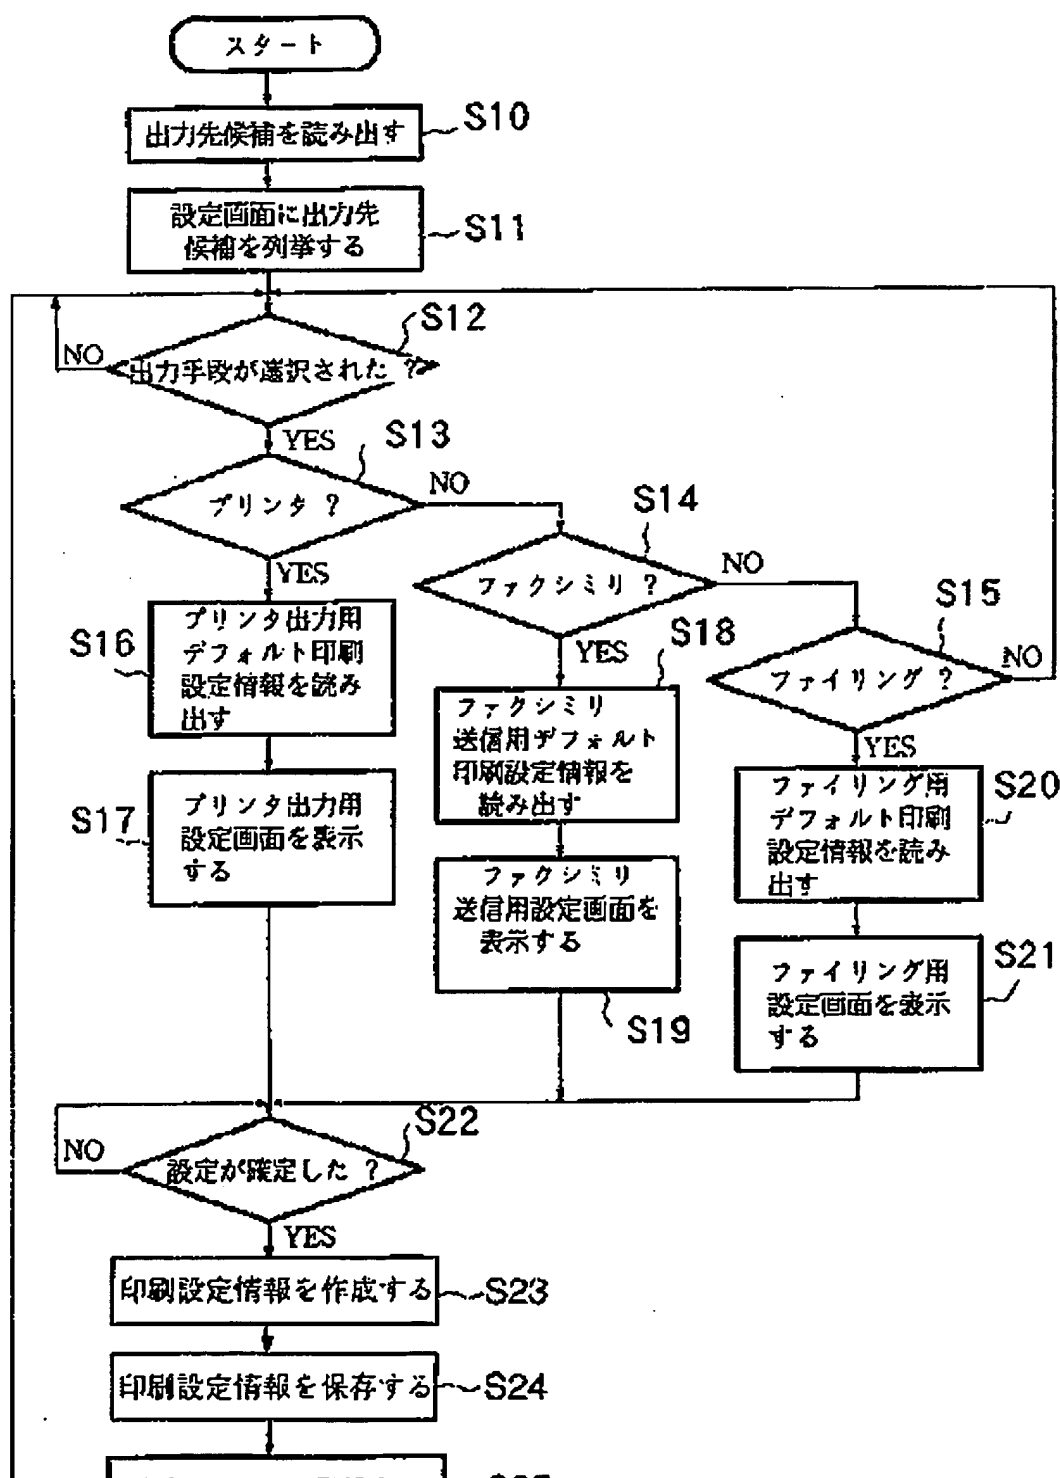 スタート
出力先候補を読み出す
S10
設定画面に出力先
候補を列挙する
S11
S12
NO
出力手段が選択された ?
YES
S13
プリンタ ?
NO
S14
YES
ファクシミリ ?
NO
S15
S16
プリンタ出力用
デフォルト印刷
設定情報を読み
出す
YES
S18
ファイリング ?
NO
ファクシミリ
送信用デフォルト
印刷設定情報を
読み出す
YES
S17
プリンタ出力用
設定画面を表示
する
ファイリング用
デフォルト印刷
設定情報を読み
出す
S20
ファクシミリ
送信用設定画面を
表示する
S19
ファイリング用
設定画面を表示
する
S21
S22
NO
設定が確定した ?
YES
印刷設定情報を作成する
S23
印刷設定情報を保存する
S24